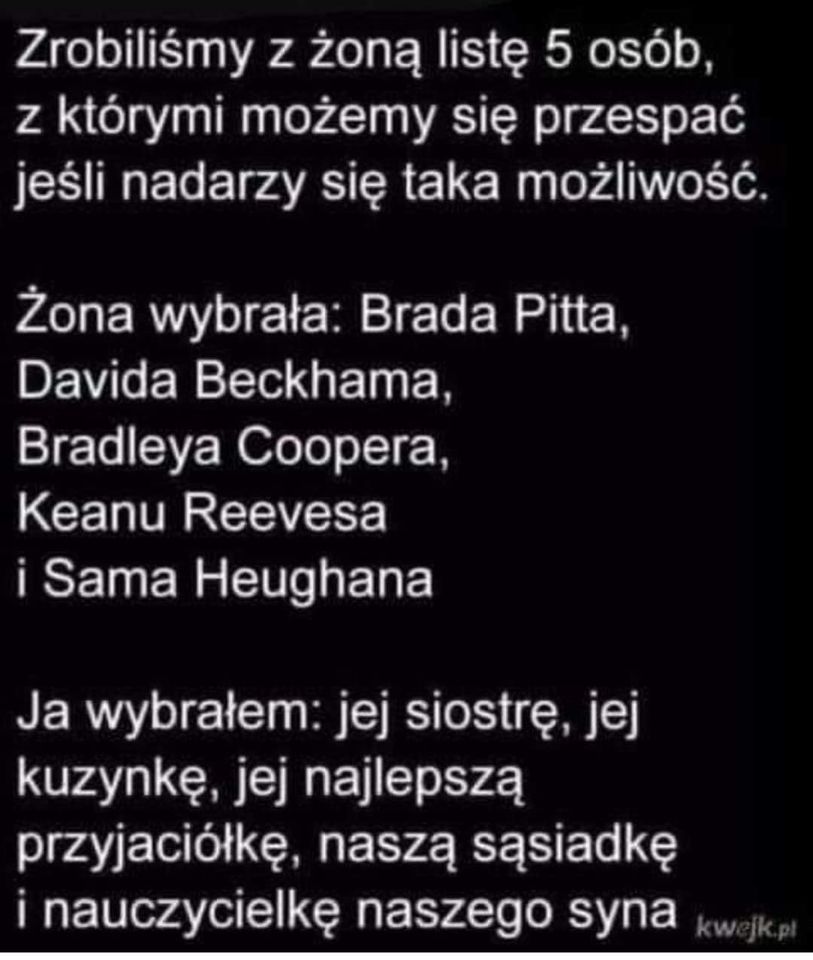 Zrobiliśmy z żoną listę 5 osób,
z którymi możemy się przespać
jeśli nadarzy się taka możliwość.
Żona wybrała: Brada Pitta,
Davida Beckhama,
Bradleya Coopera,
Keanu Reevesa
i Sama Heughana
Ja wybrałem: jej siostrę, jej
kuzynkę, jej najlepszą
przyjaciółkę, naszą sąsiadkę
i nauczycielkę naszego syna
kwejk.pl